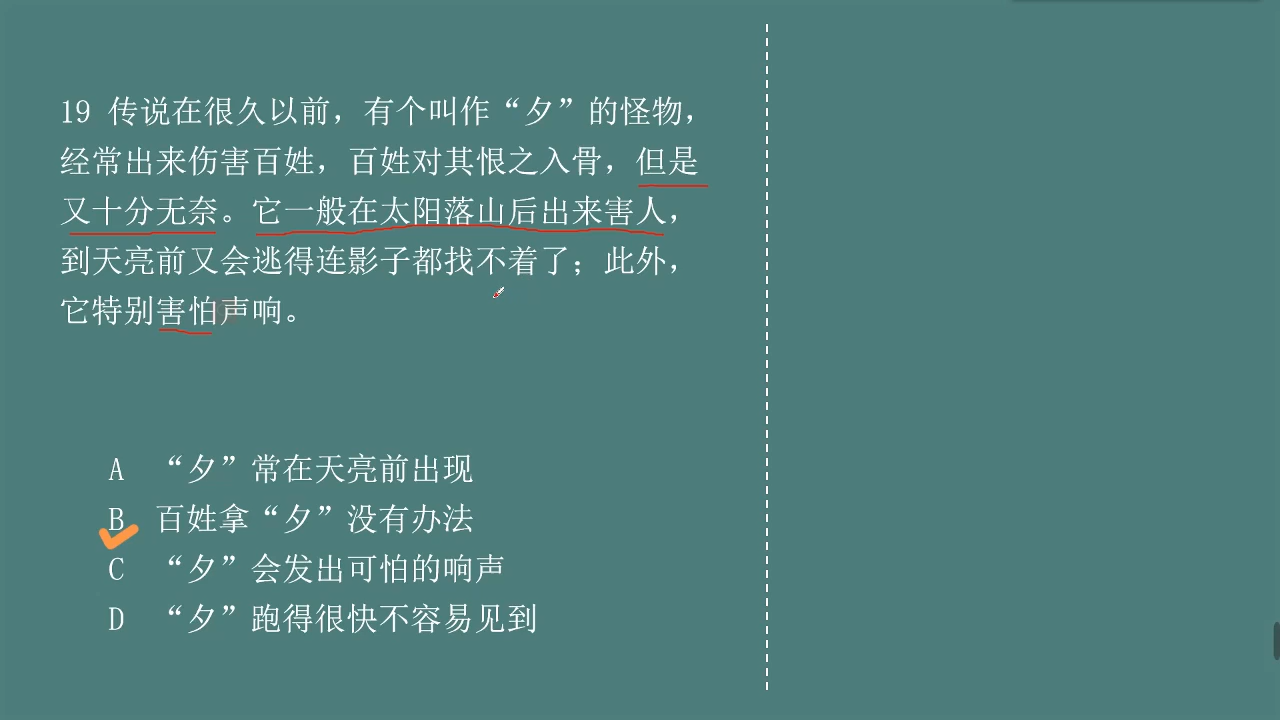 19 传说在很久以前，有个叫作“夕”的怪物，
经常出来伤害百姓，百姓对其恨之入骨，但是
又十分无奈。它一般在太阳落山后出来害人，
到天亮前又会逃得连影子都找不着了；此外，
它特别害怕声响。
A “夕”常在天亮前出现
B 百姓拿“夕”没有办法
C “夕”会发出可怕的响声
D “夕”跑得很快不容易见到